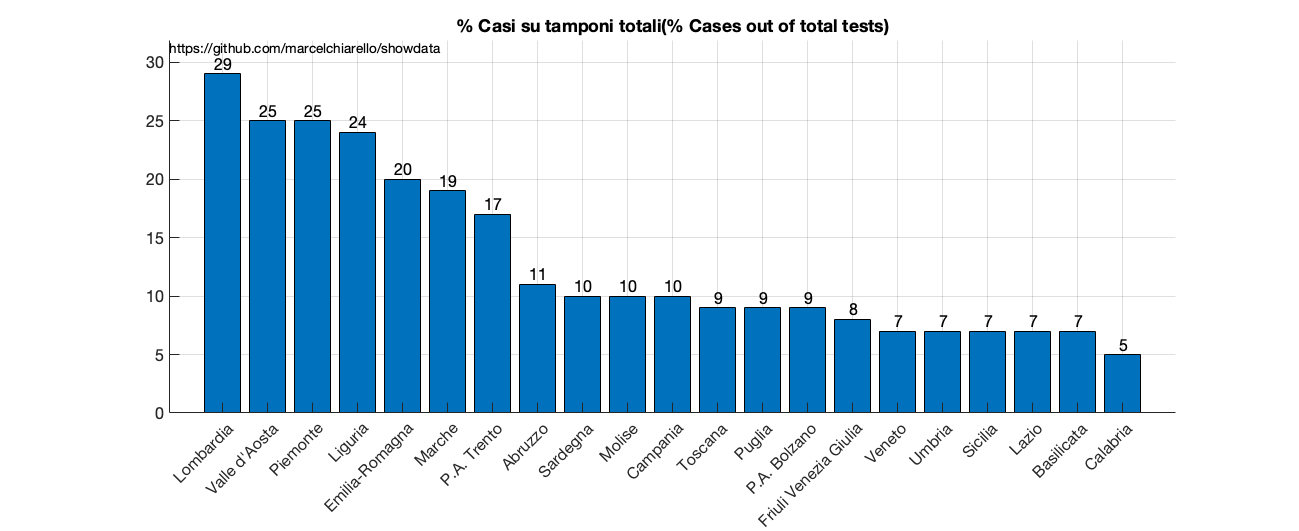 % Casi su tamponi totali(% Cases out of total tests)
https://github.com/marcelchiarello/showdata
30
25
20
15
10
5
0
29
25
25
24
20
19
17
11
10
10
10
9
9
9
8
7
7
7
7
7
5
Lombardia
Valle d'Aosta
Piemonte
Liguria
Emilia-Romagna
Marche
P.A. Trento
Abruzzo
Sardegna
Molise
Campania
Toscana
Puglia
P.A. Bolzano
Friuli Venezia Giulia
Veneto
Umbria
Sicilia
Lazio
Basilicata
Calabria